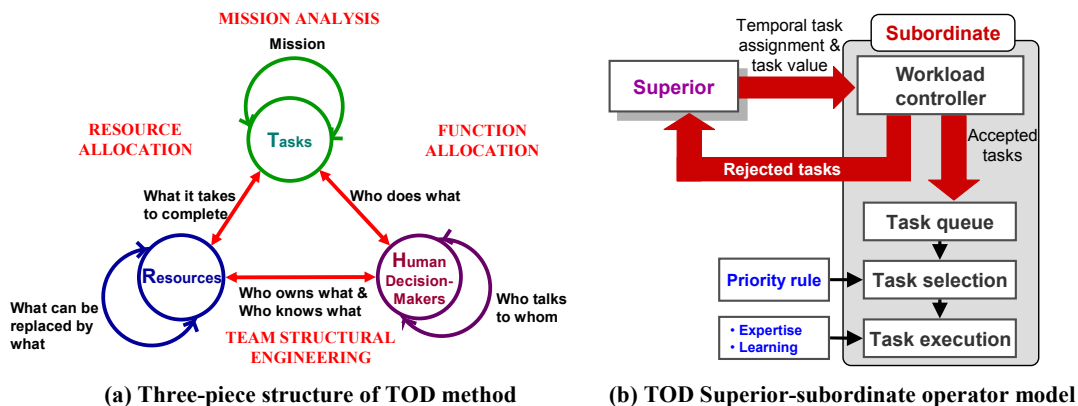 MISSION ANALYSIS
Mission
Tasks
RESOURCE
ALLOCATION
FUNCTION
ALLOCATION
What it takes
to complete
Who does what
Resources
Human
Decision-
Makers
Who owns what &
Who knows what
What can be
replaced by
what
Who talks
to whom
TEAM STRUCTURAL
ENGINEERING
(a) Three-piece structure of TOD method
Temporal task
assignment &
task value
Subordinate
Superior
Workload
controller
Accepted
tasks
Rejected tasks
Task queue
Priority rule
Task selection
• Expertise
• Learning
Task execution
(b) TOD Superior-subordinate operator model